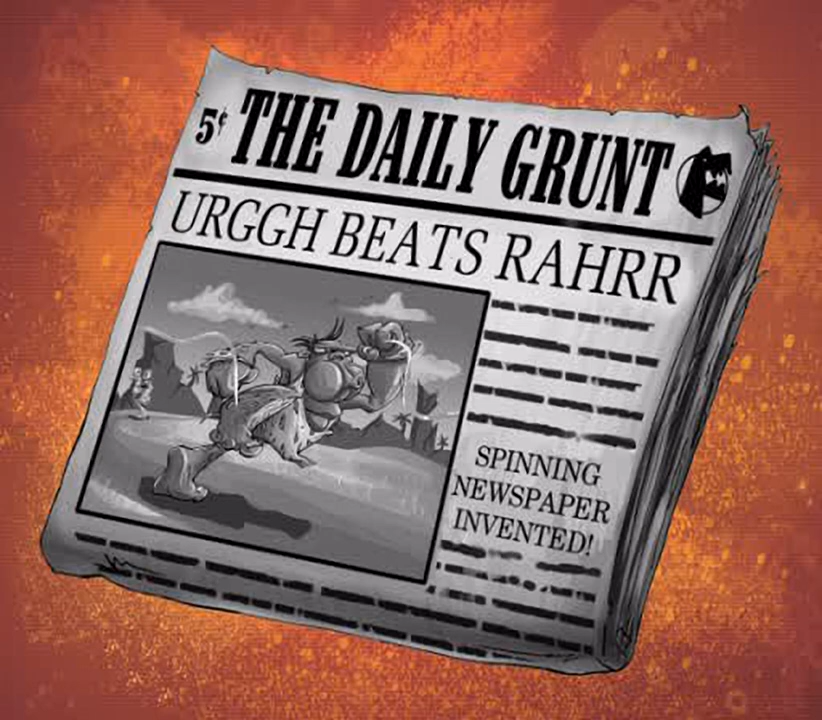 5¢ THE DAILY GRUNT
URGGH BEATS RAHRR
SPINNING
NEWSPAPER
INVENTED!